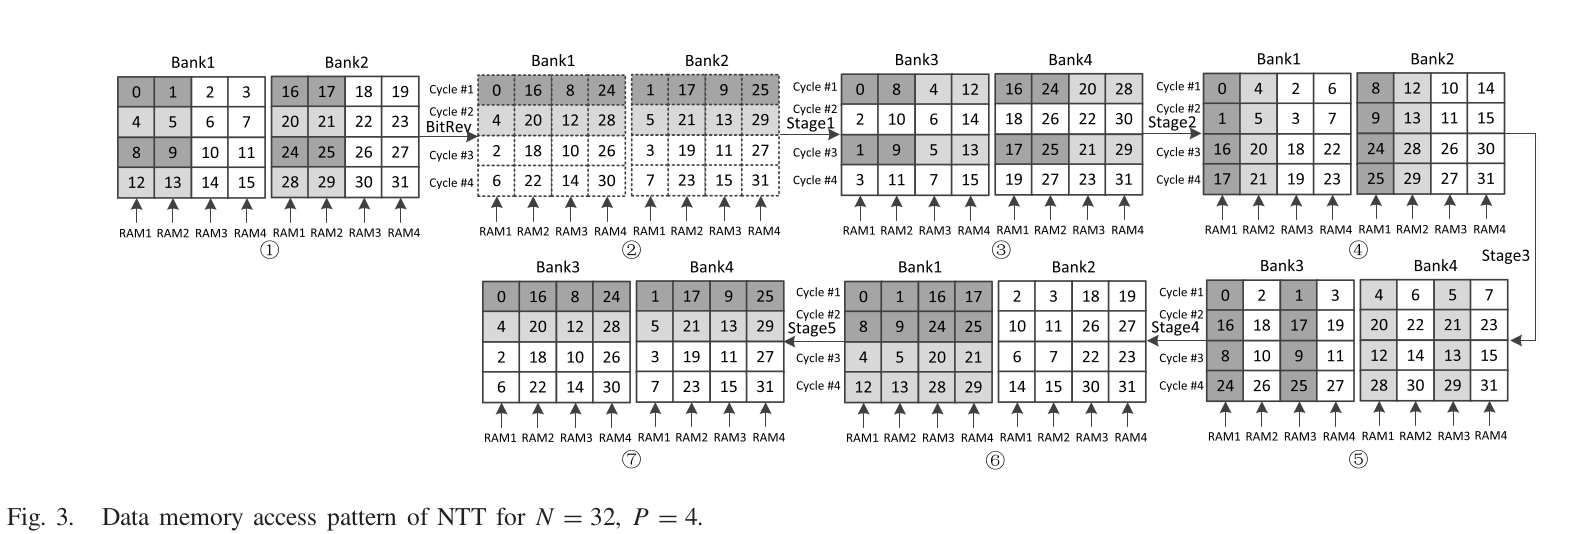 Bank1 Bank2 Bank1 Bank2 Bank3 Bank4 Bank1 Bank2
0 1 2 3 16 17 18 19 Cycle #1 0 16 8 24 1 17 9 25 Cycle #1 0 8 4 12 16 24 20 28 Cycle #1 0 4 2 6 8 12 10 14
4 5 6 7 20 21 22 23 Cycle #2 4 20 12 28 5 21 13 29 Cycle #2 2 10 6 14 18 26 22 30 Cycle #2 1 5 3 7 9 13 11 15
BitRev Stage1 Stage2
8 9 10 11 24 25 26 27 Cycle #3 2 18 10 26 3 19 11 27 Cycle #3 1 9 5 13 17 25 21 29 Cycle #3 16 20 18 22 24 28 26 30
12 13 14 15 28 29 30 31 Cycle #4 6 22 14 30 7 23 15 31 Cycle #4 3 11 7 15 19 27 23 31 Cycle #4 17 21 19 23 25 29 27 31
RAM1 RAM2 RAM3 RAM4 RAM1 RAM2 RAM3 RAM4 RAM1 RAM2 RAM3 RAM4 RAM1 RAM2 RAM3 RAM4 RAM1 RAM2 RAM3 RAM4 RAM1 RAM2 RAM3 RAM4 RAM1 RAM2 RAM3 RAM4 RAM1 RAM2 RAM3 RAM4
① ② ③ ④
Stage3
Bank3 Bank4 Bank1 Bank2 Bank3 Bank4
0 16 8 24 1 17 9 25 Cycle #1 0 1 16 17 2 3 18 19 Cycle #1 0 2 1 3 4 6 5 7
4 20 12 28 5 21 13 29 Cycle #2 8 9 24 25 10 11 26 27 Cycle #2 16 18 17 19 20 22 21 23
Stage5 Stage4
2 18 10 26 3 19 11 27 Cycle #3 4 5 20 21 6 7 22 23 Cycle #3 8 10 9 11 12 14 13 15
6 22 14 30 7 23 15 31 Cycle #4 12 13 28 29 14 15 30 31 Cycle #4 24 26 25 27 28 30 29 31
RAM1 RAM2 RAM3 RAM4 RAM1 RAM2 RAM3 RAM4 RAM1 RAM2 RAM3 RAM4 RAM1 RAM2 RAM3 RAM4 RAM1 RAM2 RAM3 RAM4 RAM1 RAM2 RAM3 RAM4
⑦ ⑥ ⑤
Fig. 3. Data memory access pattern of NTT for N = 32, P = 4.